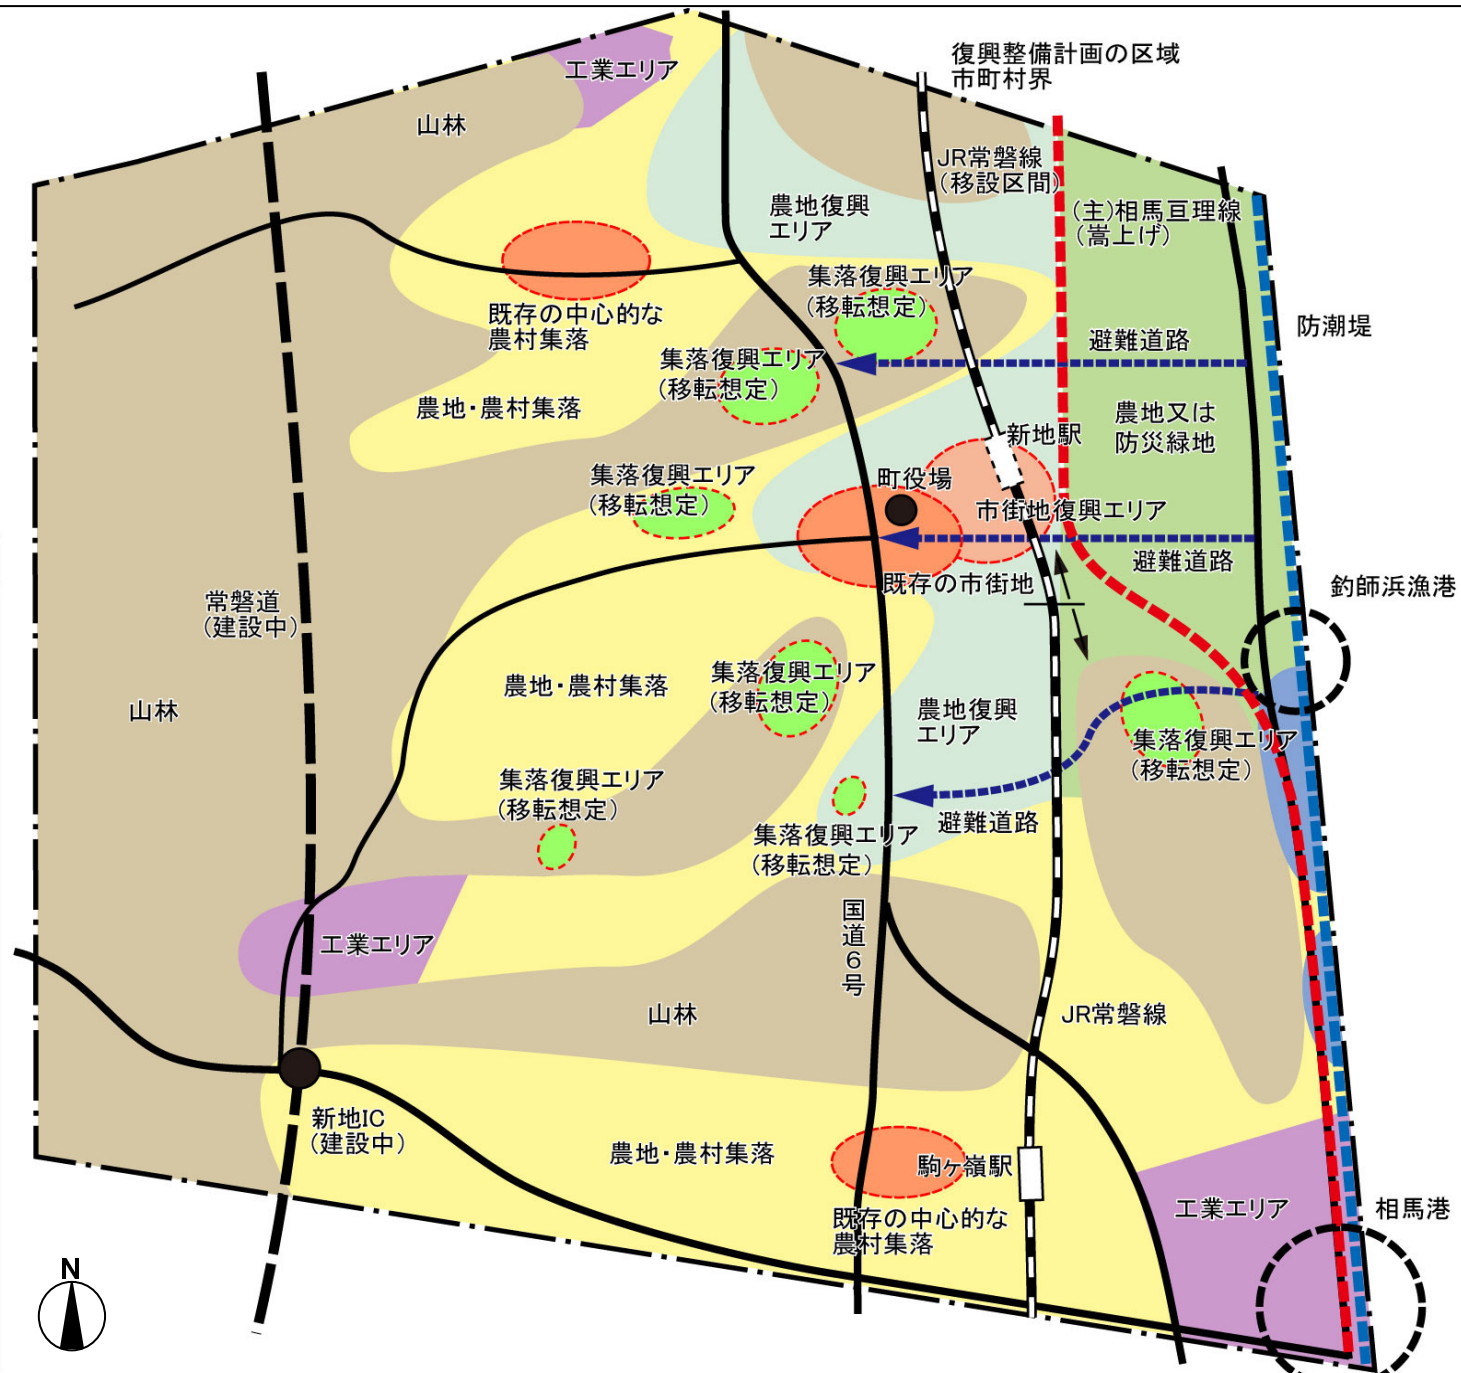 復興整備計画の区域
市町村界
工業エリア
山林
JR常磐線
(移設区間)
農地復興
エリア
(主)相馬亘理線
(嵩上げ)
集落復興エリア
(移転想定)
既存の中心的な
農村集落
防潮堤
避難道路
集落復興エリア
(移転想定)
農地・農村集落
農地又は
防災緑地
新地駅
集落復興エリア
(移転想定)
町役場
市街地復興エリア
避難道路
既存の市街地
釣師浜漁港
常磐道
(建設中)
集落復興エリア
(移転想定)
農地・農村集落
山林
農地復興
エリア
集落復興エリア
(移転想定)
集落復興エリア
(移転想定)
避難道路
集落復興エリア
(移転想定)
国道6号
工業エリア
山林
JR常磐線
新地IC
(建設中)
農地・農村集落
駒ヶ嶺駅
工業エリア
相馬港
既存の中心的な
農村集落
N